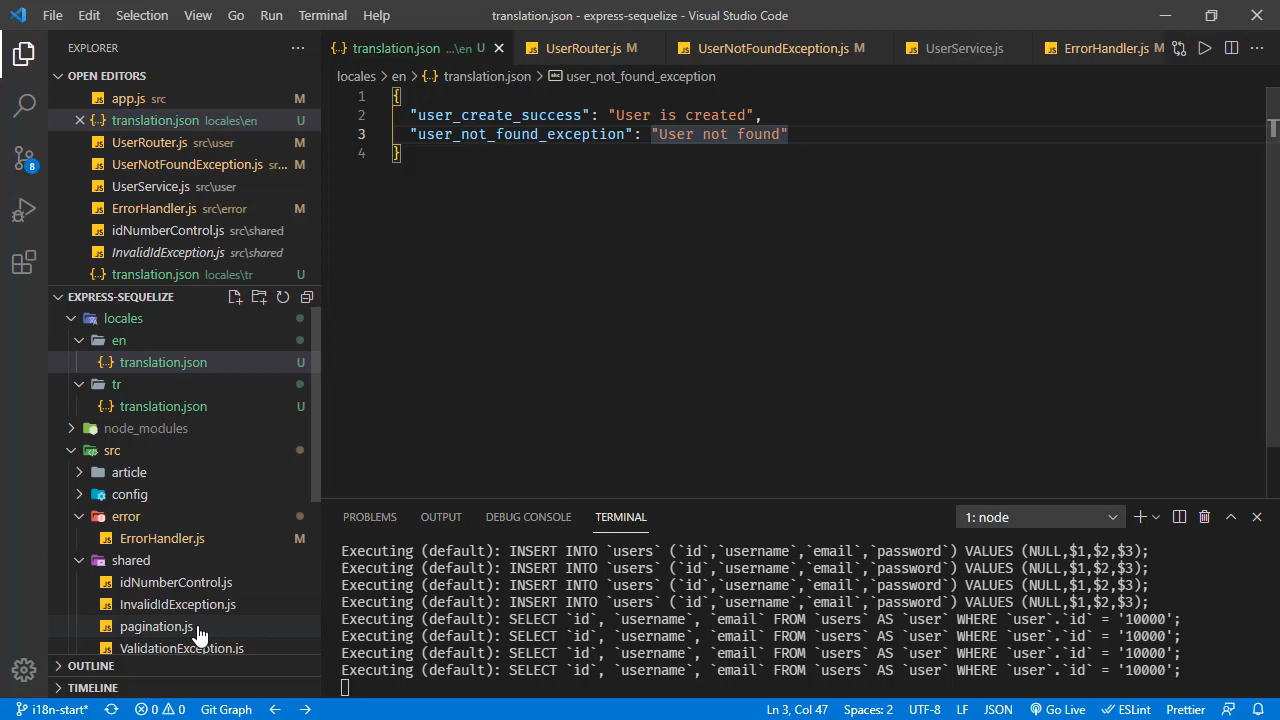 File Edit Selection View Go Run Terminal Help translation.json - express-sequelize - Visual Studio Code
EXPLORER
OPEN EDITORS
app.js src M
translation.json locales\en U
UserRouter.js src\user M
UserNotFoundException.js sr... M
UserService.js src\user
ErrorHandler.js src\error M
idNumberControl.js src\shared
InvalidIdException.js src\shared
translation.json locales\tr U
EXPRESS-SEQUELIZE
locales
en
translation.json U
tr
translation.json U
node_modules
src
article
config
error
ErrorHandler.js M
shared
idNumberControl.js
InvalidIdException.js
pagination.js
ValidationException.js
OUTLINE
TIMELINE
translation.json ...\en U UserRouter.js M UserNotFoundException.js M UserService.js ErrorHandler.js M
locales > en > {..} translation.json > abc user_not_found_exception
1 {
2 "user_create_success": "User is created",
3 "user_not_found_exception": "User not found"
4 }
PROBLEMS OUTPUT DEBUG CONSOLE TERMINAL 1: node
Executing (default): INSERT INTO `users` (`id`,`username`,`email`,`password`) VALUES (NULL,$1,$2,$3);
Executing (default): INSERT INTO `users` (`id`,`username`,`email`,`password`) VALUES (NULL,$1,$2,$3);
Executing (default): INSERT INTO `users` (`id`,`username`,`email`,`password`) VALUES (NULL,$1,$2,$3);
Executing (default): INSERT INTO `users` (`id`,`username`,`email`,`password`) VALUES (NULL,$1,$2,$3);
Executing (default): SELECT `id`, `username`, `email` FROM `users` AS `user` WHERE `user`.`id` = '10000';
Executing (default): SELECT `id`, `username`, `email` FROM `users` AS `user` WHERE `user`.`id` = '10000';
Executing (default): SELECT `id`, `username`, `email` FROM `users` AS `user` WHERE `user`.`id` = '10000';
Executing (default): SELECT `id`, `username`, `email` FROM `users` AS `user` WHERE `user`.`id` = '10000';
8
i18n-start* 0 0 Git Graph Ln 3, Col 47 Spaces: 2 UTF-8 LF JSON Go Live ESLint Prettier